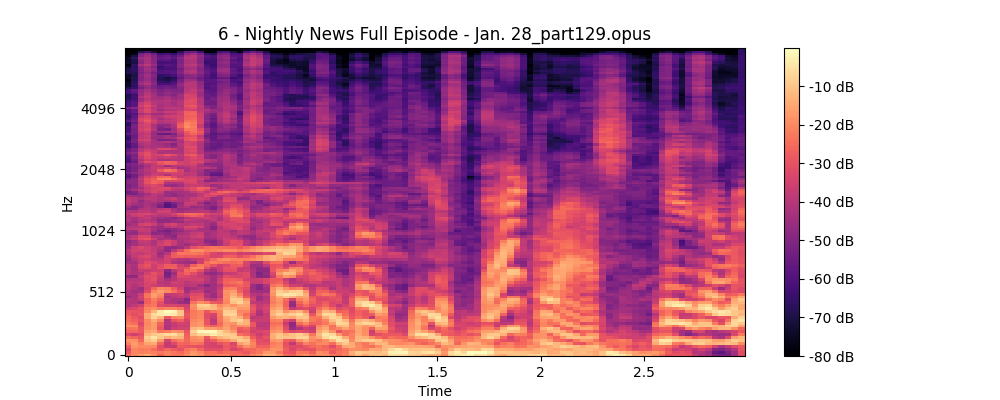 6 - Nightly News Full Episode - Jan. 28_part129.opus
Hz
4096
2048
1024
512
0
0
0.5
1
1.5
2
2.5
Time
-10 dB
-20 dB
-30 dB
-40 dB
-50 dB
-60 dB
-70 dB
-80 dB